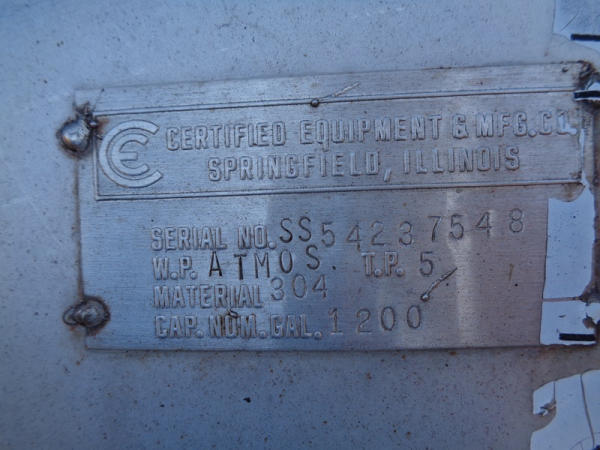 CE CERTIFIED EQUIPMENT & MFG. CO.
SPRINGFIELD, ILLINOIS
SERIAL NO. SS54237548
W.P. ATMOS. T.P. 5
MATERIAL 304
CAP. NOM. GAL. 1200